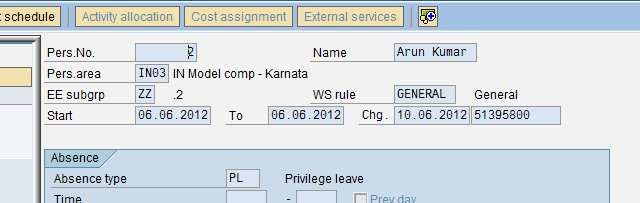 t schedule Activity allocation Cost assignment External services
Pers.No. 2 Name Arun Kumar
Pers.area IN03 IN Model comp - Karnata
EE subgrp ZZ .2 WS rule GENERAL General
Start 06.06.2012 To 06.06.2012 Chg. 10.06.2012 51395800
Absence
Absence type PL Privilege leave
Time - Prev day